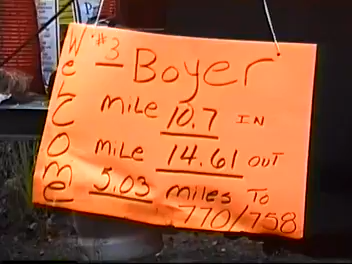 WeLCOme
#3 Boyer
mile 10.7 IN
miLe 14.61 OUT
5.03 miles To
770/758